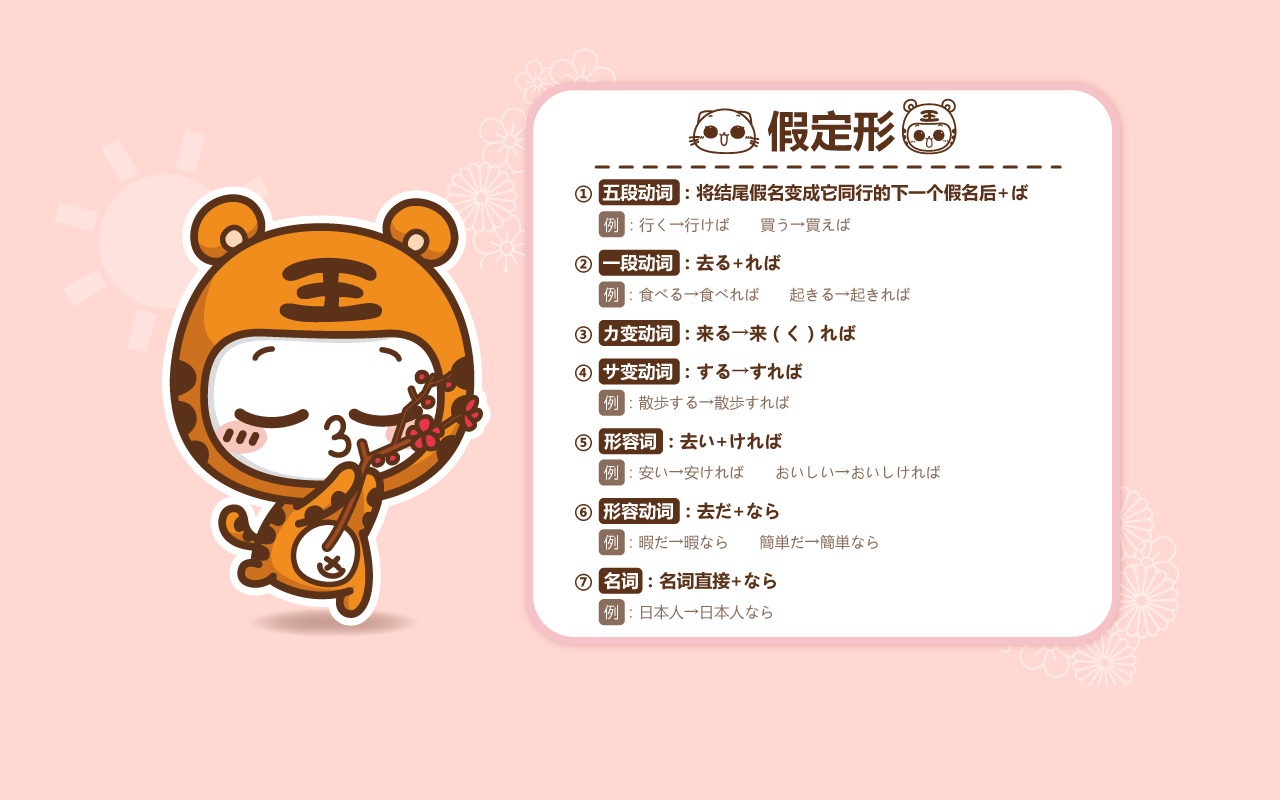 王
假定形
王
① 五段动词：将结尾假名变成它同行的下一个假名后+ば
例：行く→行けば　　買う→買えば
② 一段动词：去る+れば
例：食べる→食べれば　　起きる→起きれば
③ カ变动词：来る→来（く）れば
④ サ变动词：する→すれば
例：散歩する→散歩すれば
⑤ 形容词：去い+ければ
例：安い→安ければ　　おいしい→おいしければ
⑥ 形容动词：去だ+なら
例：暇だ→暇なら　　簡単だ→簡単なら
⑦ 名词：名词直接+なら
例：日本人→日本人なら